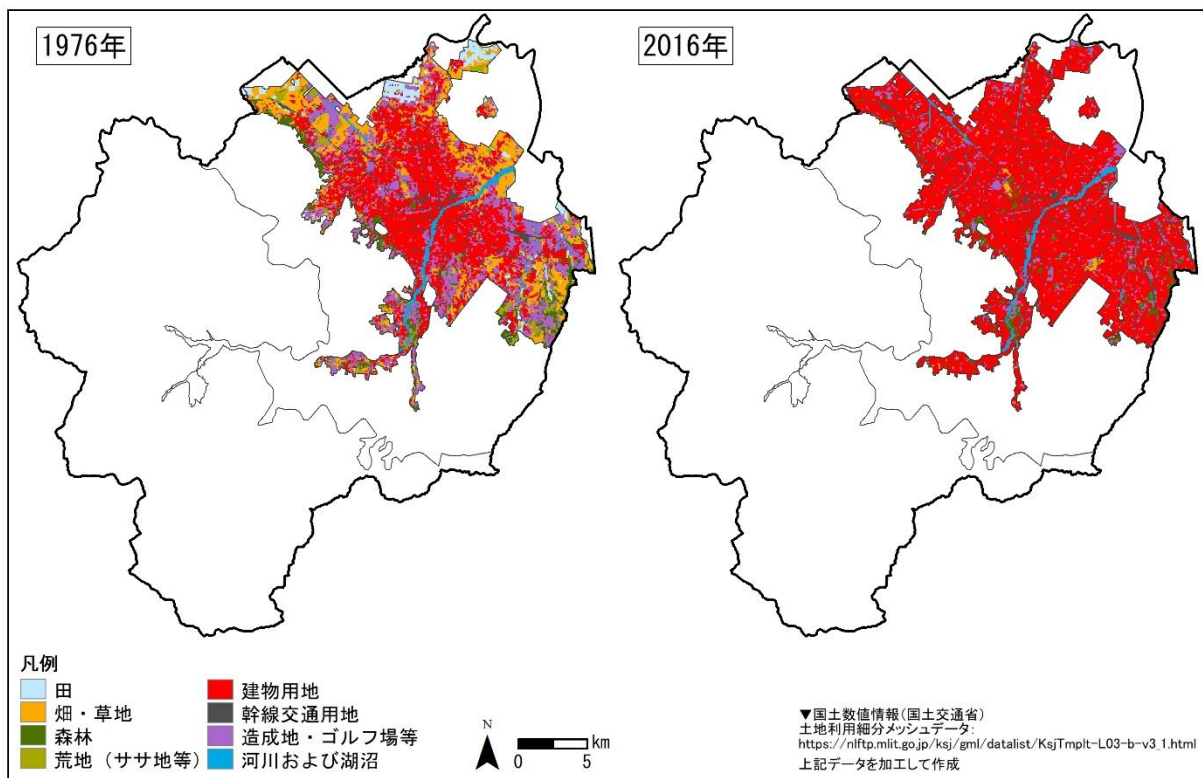 1976年
2016年
凡例
田
畑・草地
森林
荒地（ササ地等）
建物用地
幹線交通用地
造成地・ゴルフ場等
河川および湖沼
N
km
0 5
▼国土数値情報（国土交通省）
土地利用細分メッシュデータ：
https://nlftp.mlit.go.jp/ksj/gml/datalist/KsjTmplt-L03-b-v3_1.html
上記データを加工して作成